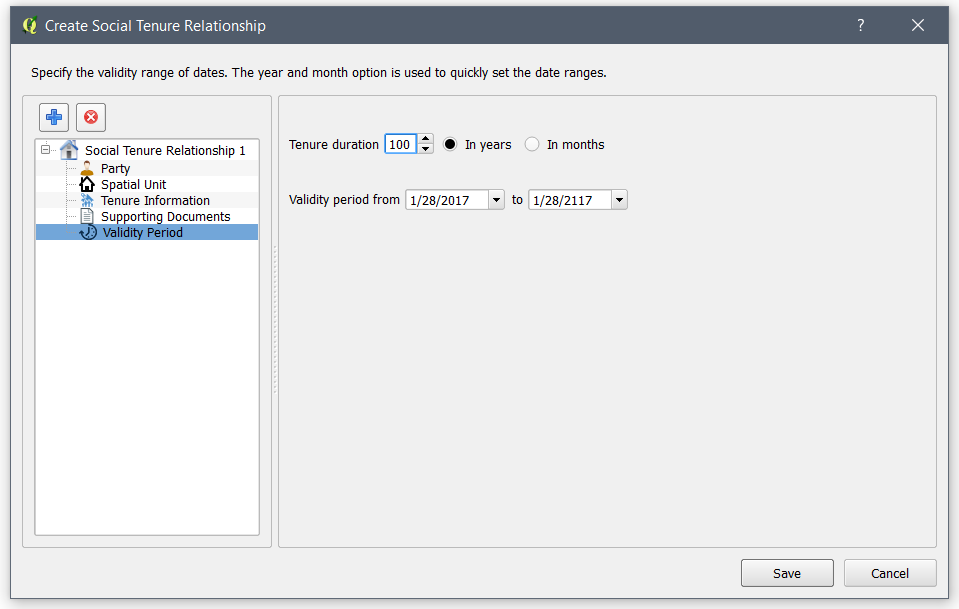 Create Social Tenure Relationship ?
Specify the validity range of dates. The year and month option is used to quickly set the date ranges.
Social Tenure Relationship 1
Party
Spatial Unit
Tenure Information
Supporting Documents
Validity Period
Tenure duration 100 In years In months
Validity period from 1/28/2017 to 1/28/2117
Save Cancel